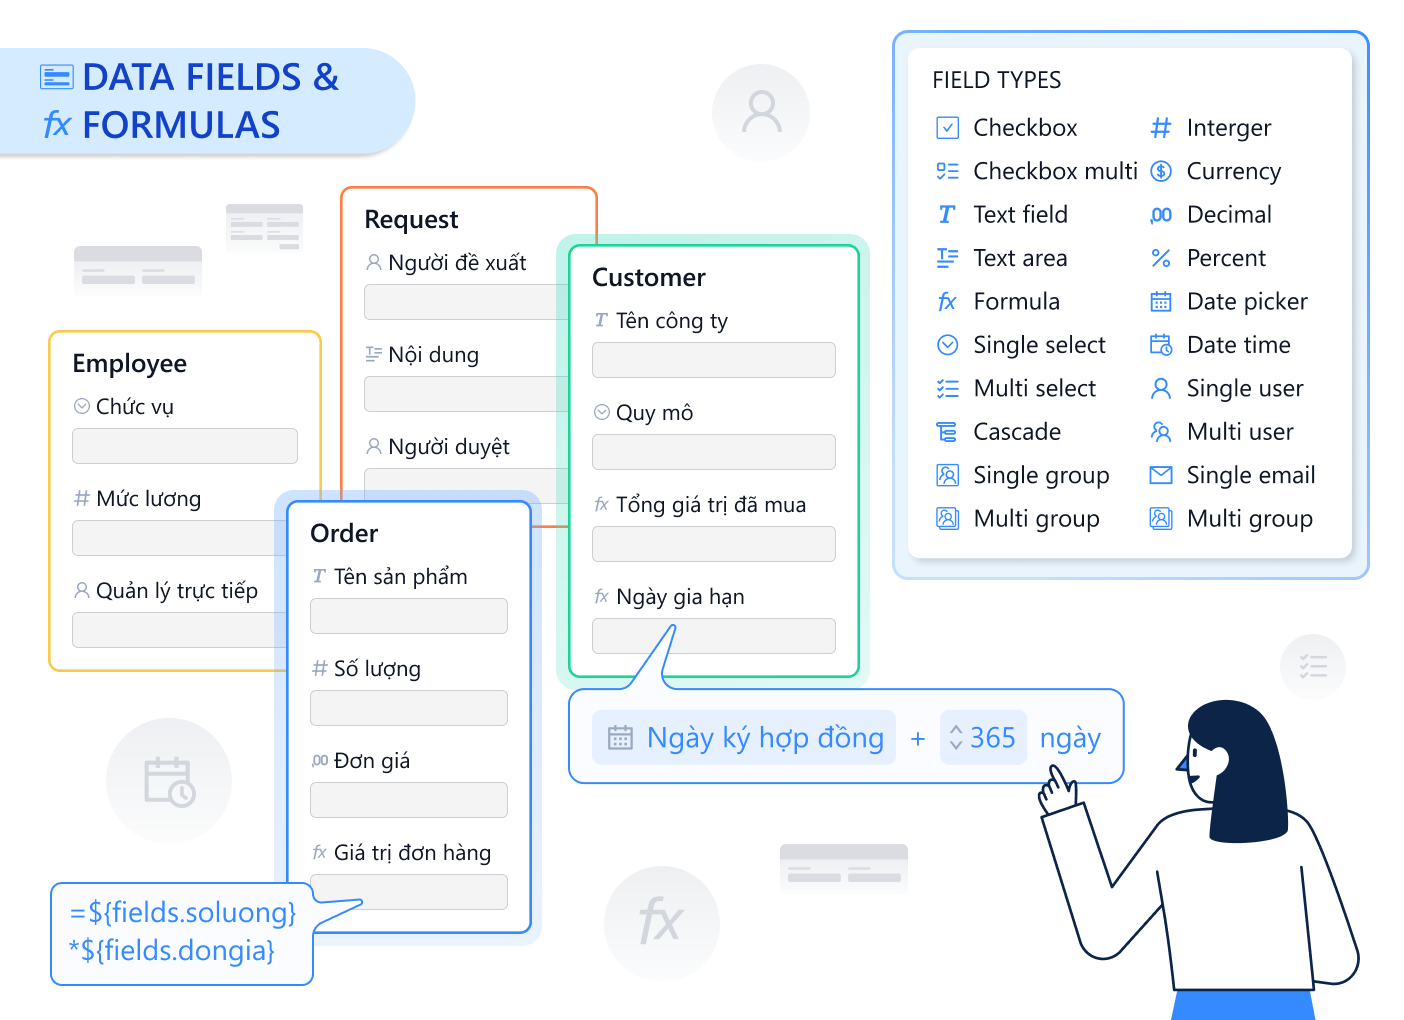 DATA FIELDS &
fx FORMULAS
Request
Người đề xuất
Nội dung
Người duyệt
Employee
Chức vụ
Mức lương
Quản lý trực tiếp
Order
Tên sản phẩm
Số lượng
Đơn giá
Giá trị đơn hàng
=${fields.soluong}
*${fields.dongia}
Customer
Tên công ty
Quy mô
Tổng giá trị đã mua
Ngày gia hạn
Ngày ký hợp đồng + 365 ngày
FIELD TYPES
Checkbox
Checkbox multi
Text field
Text area
Formula
Single select
Multi select
Cascade
Single group
Multi group
Interger
Currency
Decimal
Percent
Date picker
Date time
Single user
Multi user
Single email
Multi group
fx